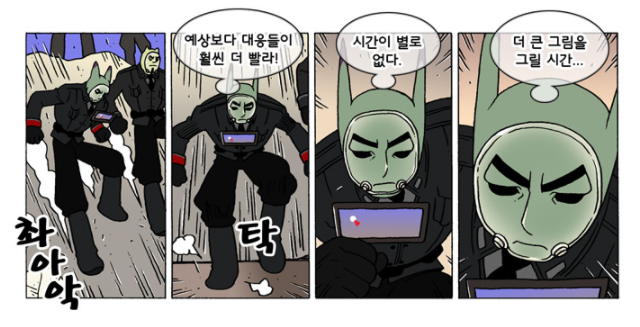 예상보다 대응들이
훨씬 더 빨라!
시간이 별로
없다.
더 큰 그림을
그릴 시간...
촤
아
악
탁